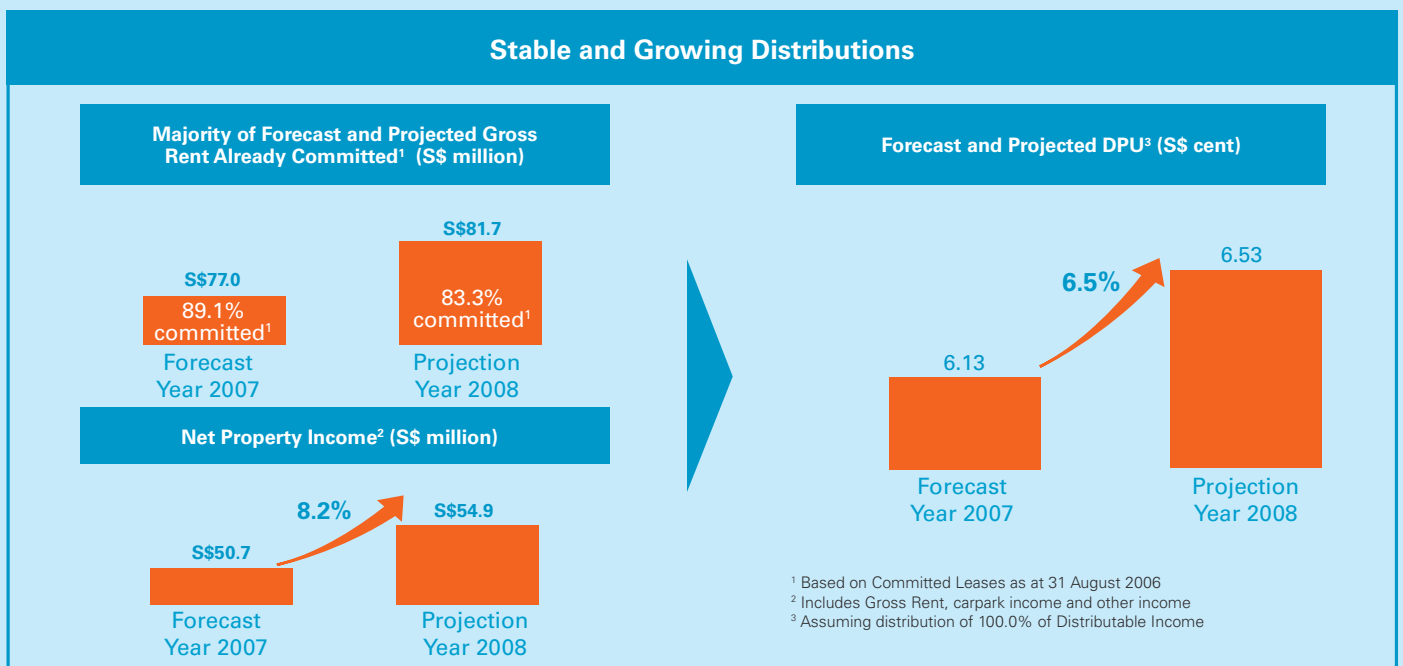 Stable and Growing Distributions
Majority of Forecast and Projected Gross
Rent Already Committed¹ (S$ million)
S$77.0
89.1%
committed¹
Forecast
Year 2007
S$81.7
83.3%
committed¹
Projection
Year 2008
Net Property Income² (S$ million)
S$50.7
Forecast
Year 2007
8.2%
S$54.9
Projection
Year 2008
Forecast and Projected DPU³ (S$ cent)
6.13
Forecast
Year 2007
6.5%
6.53
Projection
Year 2008
¹ Based on Committed Leases as at 31 August 2006
² Includes Gross Rent, carpark income and other income
³ Assuming distribution of 100.0% of Distributable Income